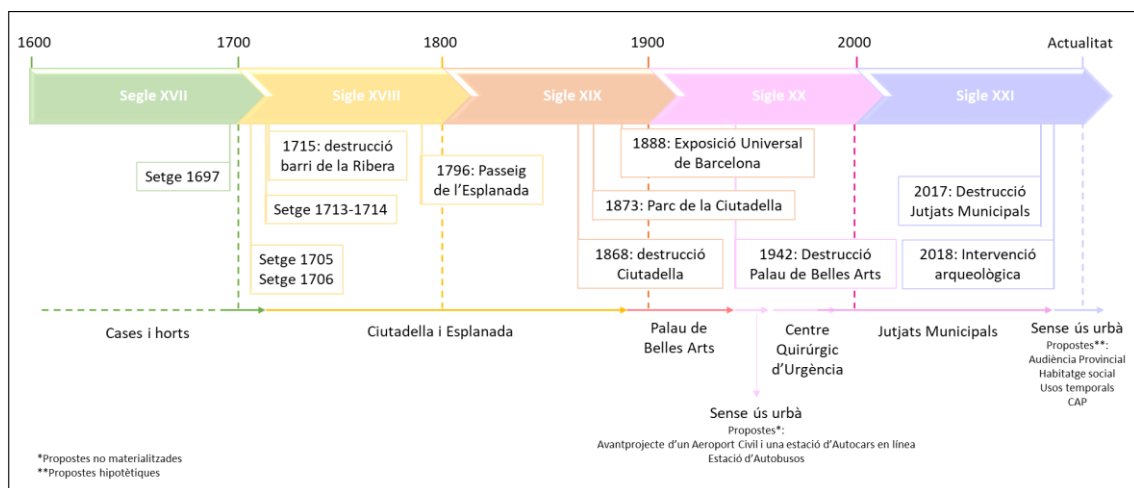 1600
1700
1800
1900
2000
Actualitat
Segle XVII
Sigle XVIII
Sigle XIX
Sigle XX
Sigle XXI
Setge 1697
1715: destrucció
barri de la Ribera
Setge 1713-1714
Setge 1705
Setge 1706
1796: Passeig
de l'Esplanada
1888: Exposició Universal
de Barcelona
1873: Parc de la Ciutadella
1868: destrucció
Ciutadella
1942: Destrucció
Palau de Belles Arts
2017: Destrucció
Jutjats Municipals
2018: Intervenció
arqueològica
Cases i horts
Ciutadella i Esplanada
Palau de
Belles Arts
Centre
Quirúrgic
d'Urgència
Jutjats Municipals
Sense ús urbà
Propostes**:
Audiència Provincial
Habitatge social
Usos temporals
CAP
Sense ús urbà
Propostes*:
Avantprojecte d'un Aeroport Civil i una estació d'Autocars en línea
Estació d'Autobusos
*Propostes no materialitzades
**Propostes hipotètiques